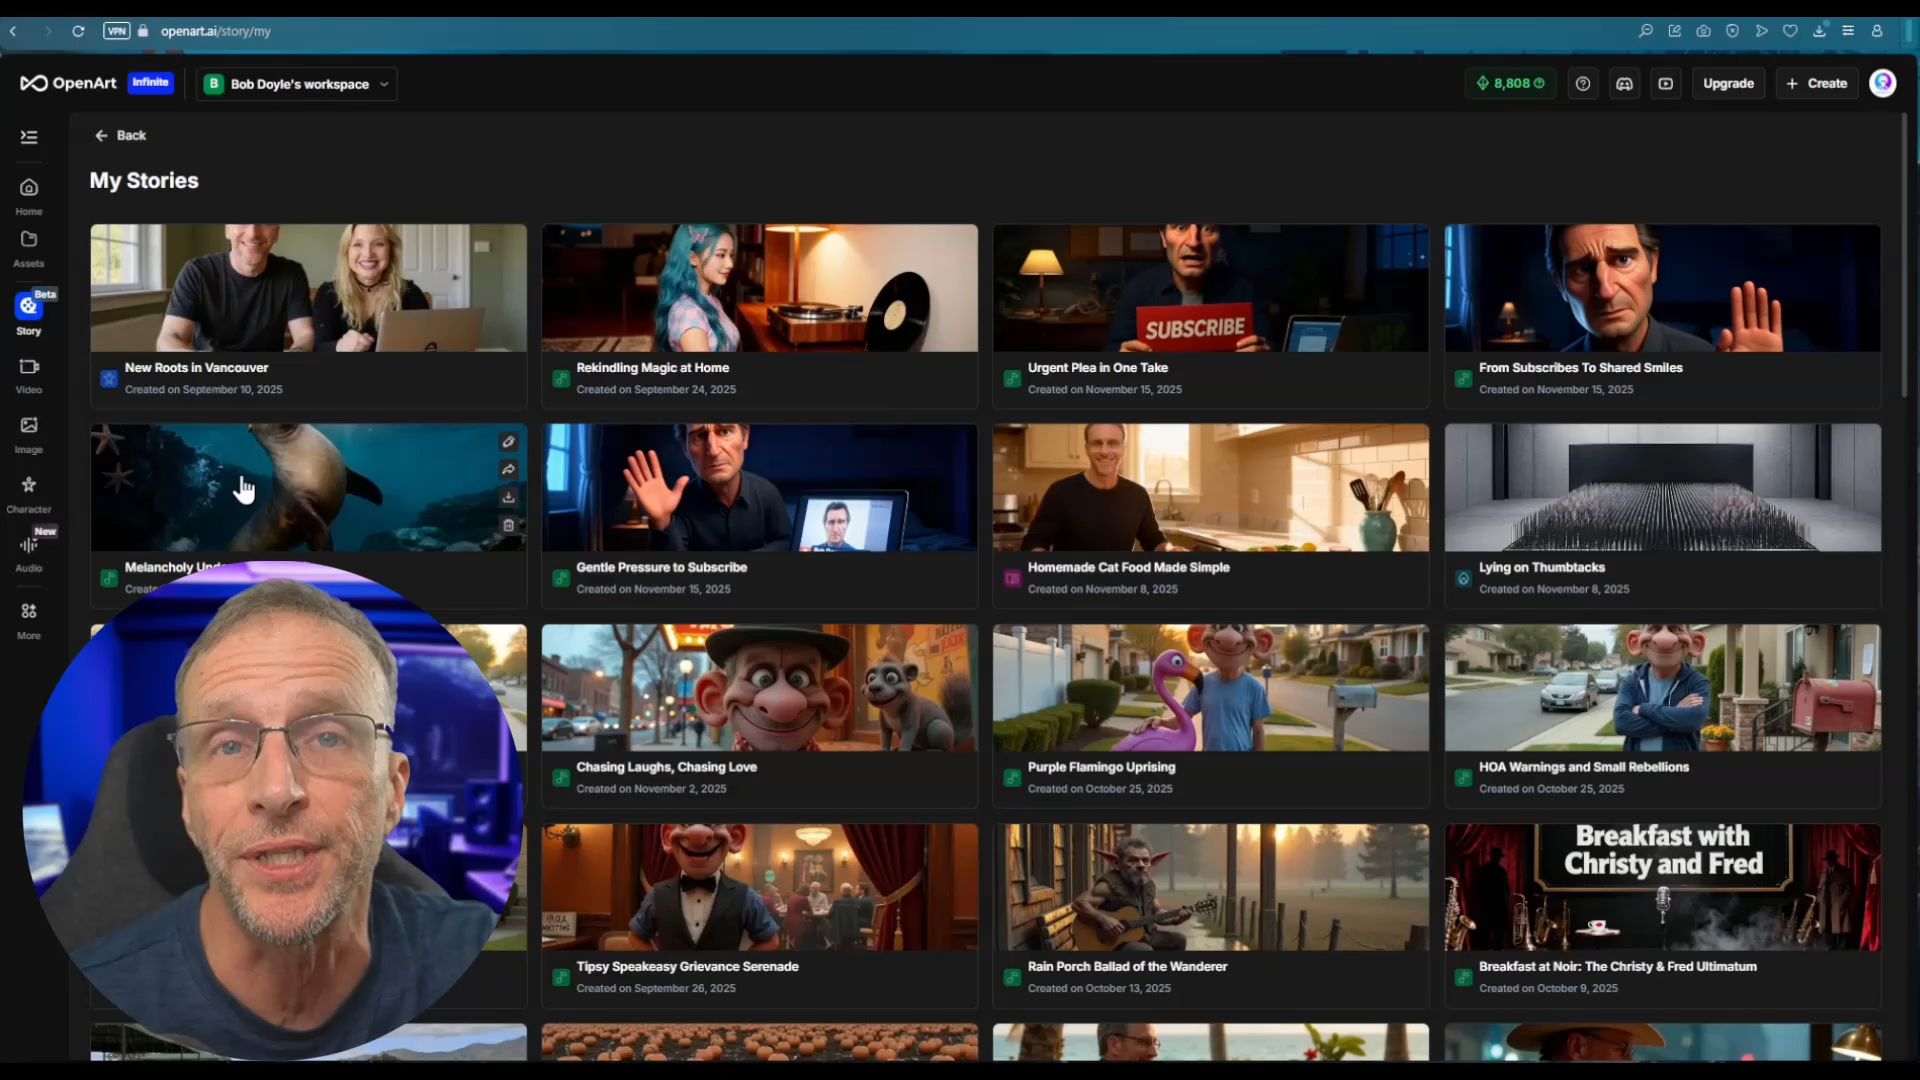 VPN openart.ai/story/my
OpenArt Infinite B Bob Doyle's workspace 8,808 Upgrade + Create
Back
My Stories
Home
Assets
Beta
Story
Video
Image
Character
New
Audio
More
SUBSCRIBE
New Roots in Vancouver
Created on September 10, 2025
Rekindling Magic at Home
Created on September 24, 2025
Urgent Plea in One Take
Created on November 15, 2025
From Subscribes To Shared Smiles
Created on November 15, 2025
Melancholy
Gentle Pressure to Subscribe
Created on November 15, 2025
Homemade Cat Food Made Simple
Created on November 8, 2025
Lying on Thumbtacks
Created on November 8, 2025
Chasing Laughs, Chasing Love
Created on November 2, 2025
Purple Flamingo Uprising
Created on October 25, 2025
HOA Warnings and Small Rebellions
Created on October 25, 2025
Breakfast with
Christy and Fred
Tipsy Speakeasy Grievance Serenade
Created on September 26, 2025
Rain Porch Ballad of the Wanderer
Created on October 13, 2025
Breakfast at Noir: The Christy & Fred Ultimatum
Created on October 9, 2025